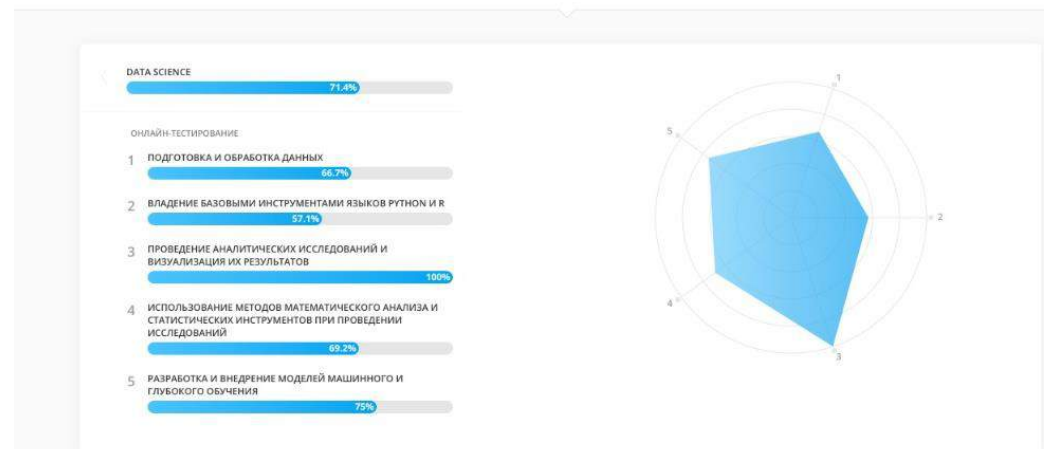 DATA SCIENCE
71.4%
ОНЛАЙН-ТЕСТИРОВАНИЕ
1 ПОДГОТОВКА И ОБРАБОТКА ДАННЫХ
66.7%
2 ВЛАДЕНИЕ БАЗОВЫМИ ИНСТРУМЕНТАМИ ЯЗЫКОВ PYTHON И R
57.1%
3 ПРОВЕДЕНИЕ АНАЛИТИЧЕСКИХ ИССЛЕДОВАНИЙ И
ВИЗУАЛИЗАЦИЯ ИХ РЕЗУЛЬТАТОВ
100%
4 ИСПОЛЬЗОВАНИЕ МЕТОДОВ МАТЕМАТИЧЕСКОГО АНАЛИЗА И
СТАТИСТИЧЕСКИХ ИНСТРУМЕНТОВ ПРИ ПРОВЕДЕНИИ
ИССЛЕДОВАНИЙ
69.2%
5 РАЗРАБОТКА И ВНЕДРЕНИЕ МОДЕЛЕЙ МАШИННОГО И
ГЛУБОКОГО ОБУЧЕНИЯ
75%
1
2
3
4
5